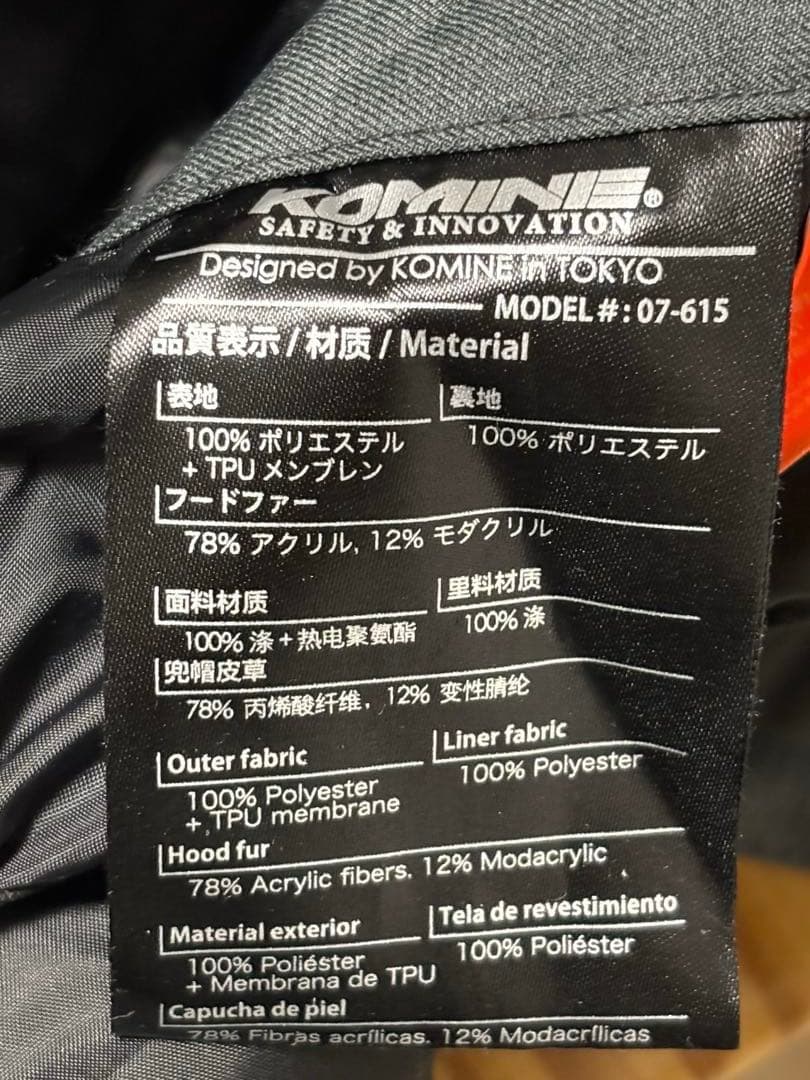 KOMINE®
SAFETY & INNOVATION
Designed by KOMINE in TOKYO
MODEL#: 07-615
品質表示 / 材质 / Material
表地
100% ポリエステル
+ TPU メンブレン
裏地
100% ポリエステル
フードファー
78% アクリル, 12% モダクリル
面料材质
100% 涤 + 热电聚氨酯
里料材质
100% 涤
兜帽皮草
78% 丙烯酸纤维, 12% 变性腈纶
Outer fabric
100% Polyester
+ TPU membrane
Liner fabric
100% Polyester
Hood fur
78% Acrylic fibers. 12% Modacrylic
Material exterior
100% Poliéster
+ Membrana de TPU
Tela de revestimiento
100% Poliéster
Capucha de piel
78% Fibras acrílicas. 12% Modacrílicas